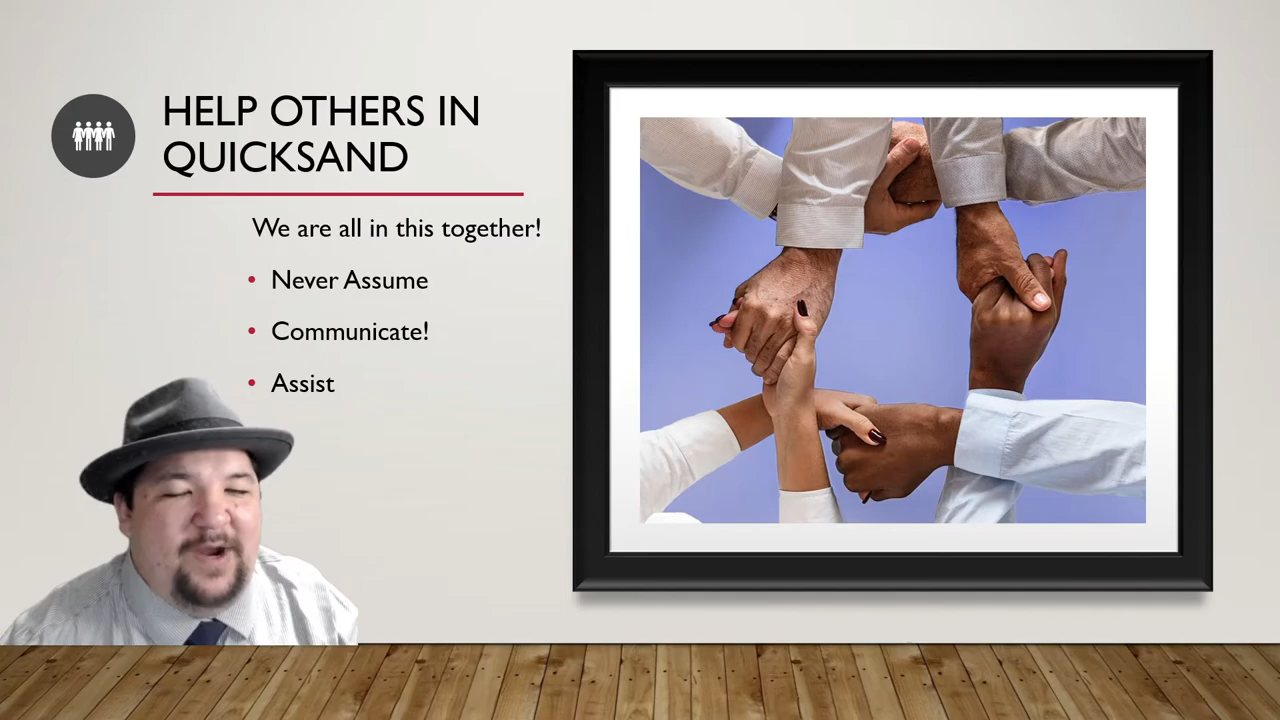 HELP OTHERS IN
QUICKSAND
We are all in this together!
• Never Assume
• Communicate!
• Assist